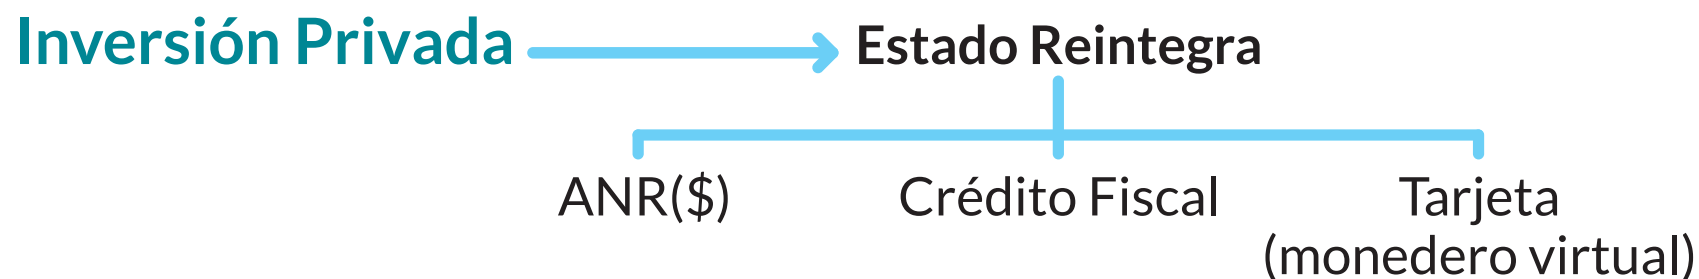 Inversión Privada
Estado Reintegra
ANR($)
Crédito Fiscal
Tarjeta
(monedero virtual)